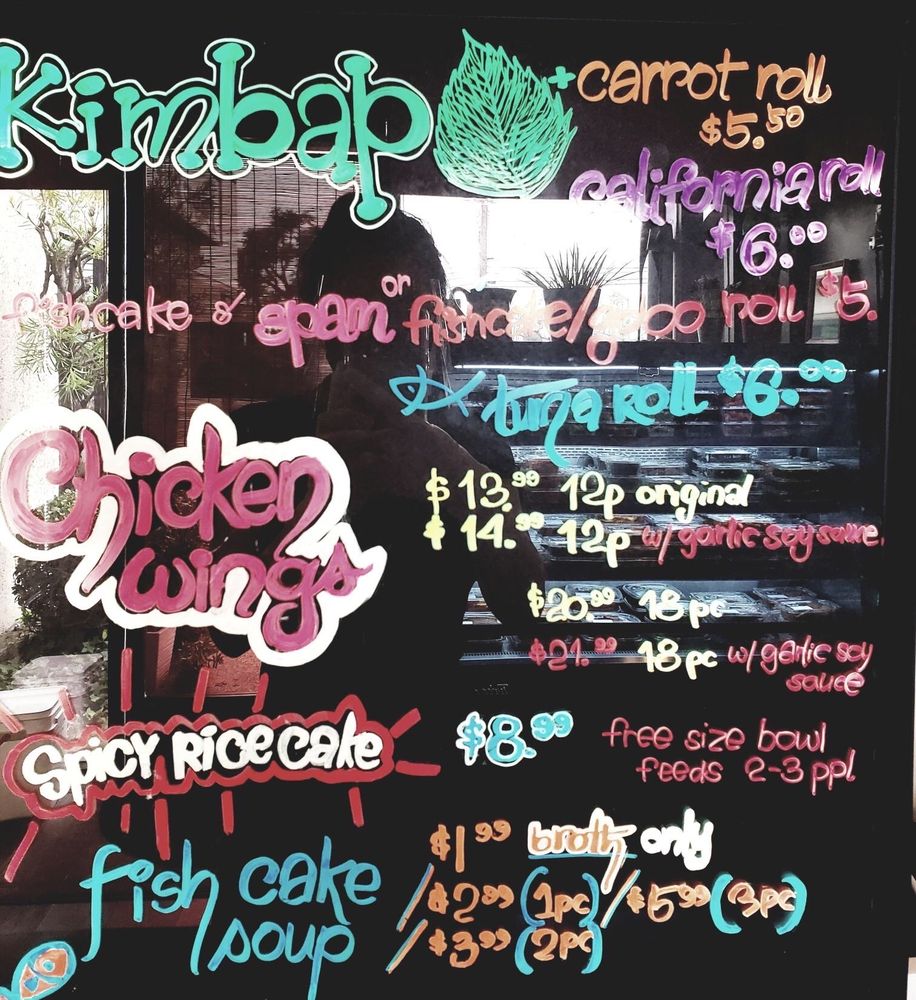 Kimbap
+ carrot roll
$5.50
california roll
$6.00
fishcake & spam or fishcake/goboo roll $5.
tuna roll $6.00
Chicken
wings
$13.99 12p original
$14.99 12p w/ garlic soy sauce.
$20.99 18 pc
$21.99 18 pc w/ garlic soy
sauce
Spicy Rice cake
$8.99 free size bowl
feeds 2-3 ppl
fish cake
soup
$1.99 broth only
/$2.99 (1pc) /$5.99 (3pc)
/$3.99 (2pc)